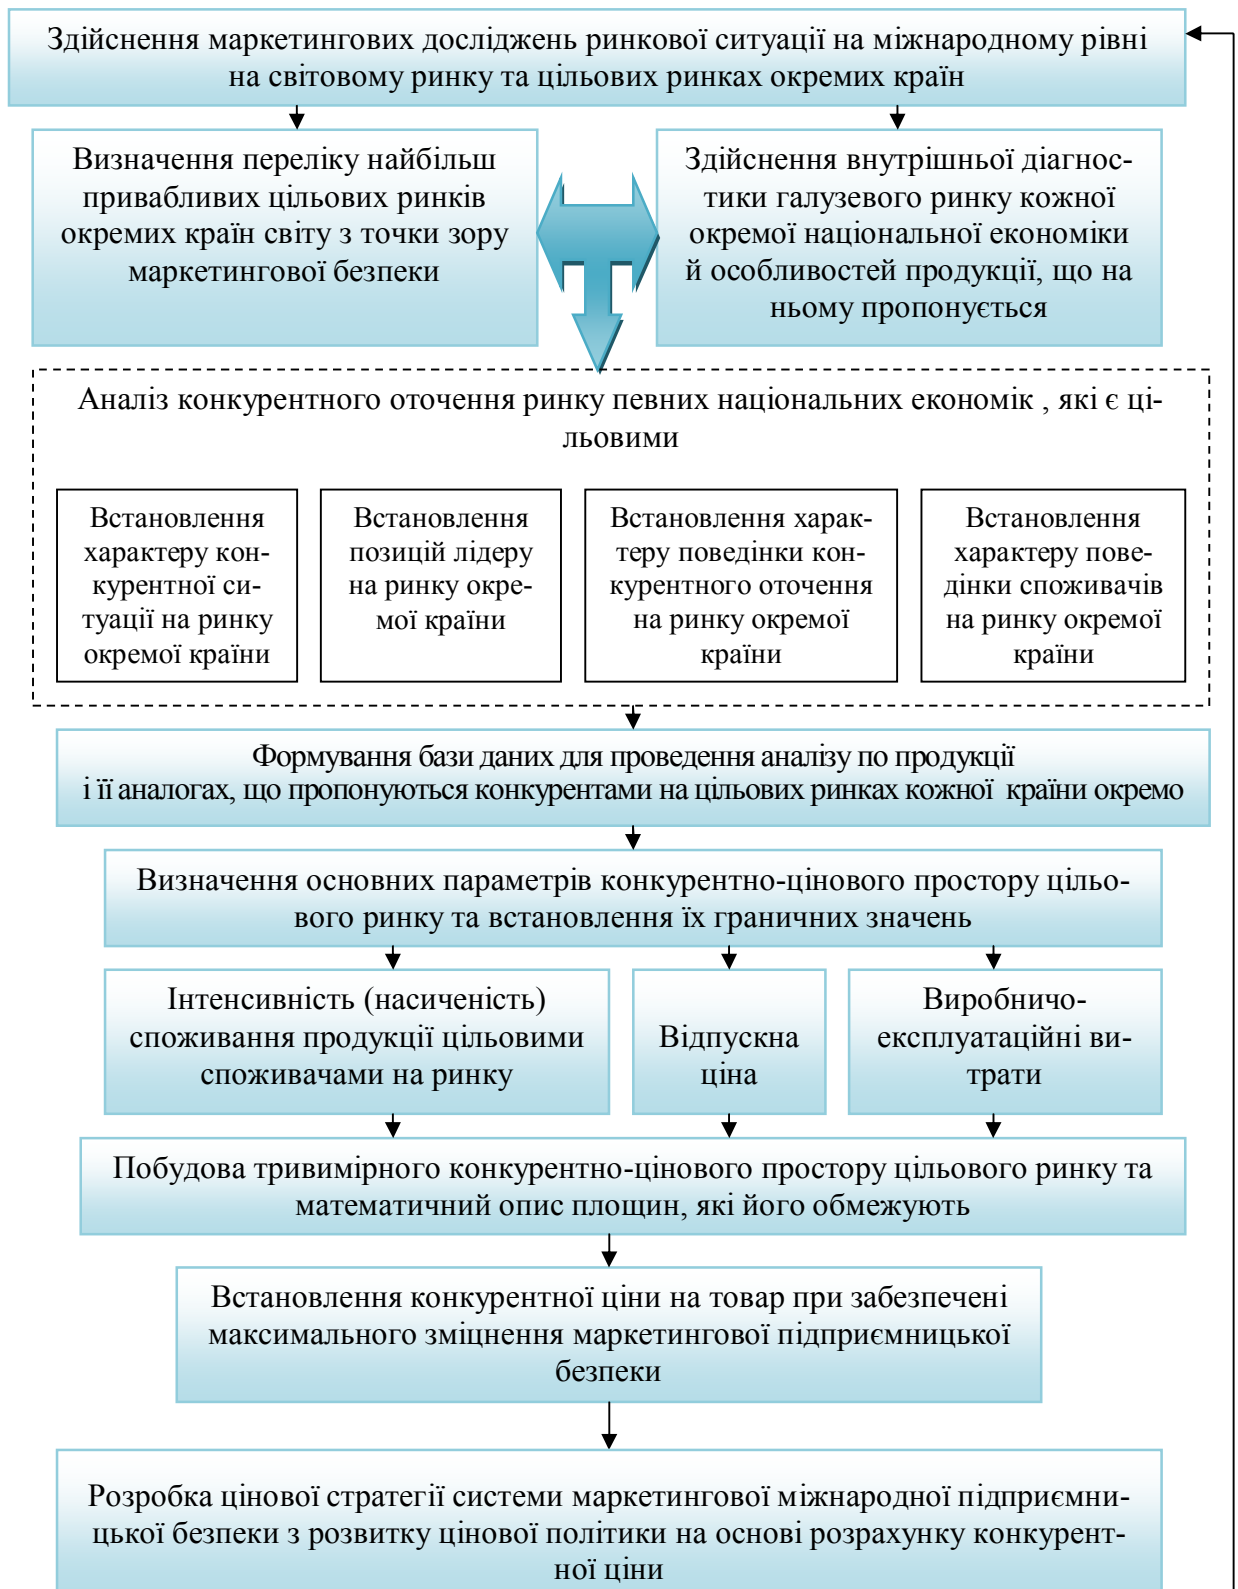 Здійснення маркетингових досліджень ринкової ситуації на міжнародному рівні
на світовому ринку та цільових ринках окремих країн
Визначення переліку найбільш
привабливих цільових ринків
окремих країн світу з точки зору
маркетингової безпеки
Здійснення внутрішньої діагнос-
тики галузевого ринку кожної
окремої національної економіки
й особливостей продукції, що на
ньому пропонується
Аналіз конкурентного оточення ринку певних національних економік , які є ці-
льовими
Встановлення
характеру кон-
курентної си-
туації на ринку
окремої країни
Встановлення
позицій лідеру
на ринку окре-
мої країни
Встановлення харак-
теру поведінки кон-
курентного оточення
на ринку окремої
країни
Встановлення
характеру пове-
дінки споживачів
на ринку окремої
країни
Формування бази даних для проведення аналізу по продукції
і її аналогах, що пропонуються конкурентами на цільових ринках кожної країни окремо
Визначення основних параметрів конкурентно-цінового простору цільо-
вого ринку та встановлення їх граничних значень
Інтенсивність (насиченість)
споживання продукції цільовими
споживачами на ринку
Відпускна
ціна
Виробничо-
експлуатаційні ви-
трати
Побудова тривимірного конкурентно-цінового простору цільового ринку та
математичний опис площин, які його обмежують
Встановлення конкурентної ціни на товар при забезпечені
максимального зміцнення маркетингової підприємницької
безпеки
Розробка цінової стратегії системи маркетингової міжнародної підприємни-
цької безпеки з розвитку цінової політики на основі розрахунку конкурент-
ної ціни